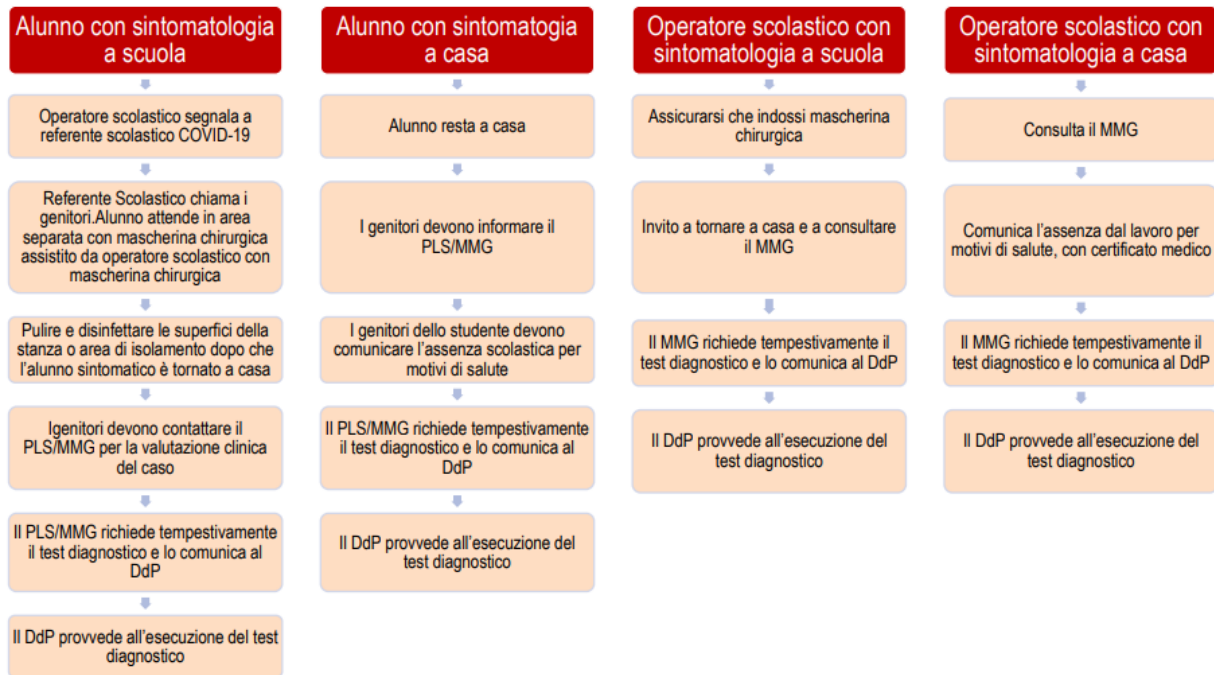 Alunno con sintomatologia
a scuola
Operatore scolastico segnala a
referente scolastico COVID-19
Referente Scolastico chiama i
genitori.Alunno attende in area
separata con mascherina chirurgica
assistito da operatore scolastico con
mascherina chirurgica
Pulire e disinfettare le superfici della
stanza o area di isolamento dopo che
l'alunno sintomatico è tornato a casa
Igenitori devono contattare il
PLS/MMG per la valutazione clinica
del caso
Il PLS/MMG richiede tempestivamente
il test diagnostico e lo comunica al
DdP
Il DdP provvede all'esecuzione del test
diagnostico
Alunno con sintomatogia
a casa
Alunno resta a casa
I genitori devono informare il
PLS/MMG
I genitori dello studente devono
comunicare l'assenza scolastica per
motivi di salute
Il PLS/MMG richiede tempestivamente
il test diagnostico e lo comunica al
DdP
Il DdP provvede all'esecuzione del
test diagnostico
Operatore scolastico con
sintomatologia a scuola
Assicurarsi che indossi mascherina
chirurgica
Invito a tornare a casa e a consultare
il MMG
Il MMG richiede tempestivamente il
test diagnostico e lo comunica al DdP
Il DdP provvede all'esecuzione del
test diagnostico
Operatore scolastico con
sintomatologia a casa
Consulta il MMG
Comunica l'assenza dal lavoro per
motivi di salute, con certificato medico
Il MMG richiede tempestivamente il
test diagnostico e lo comunica al DdP
Il DdP provvede all'esecuzione del
test diagnostico